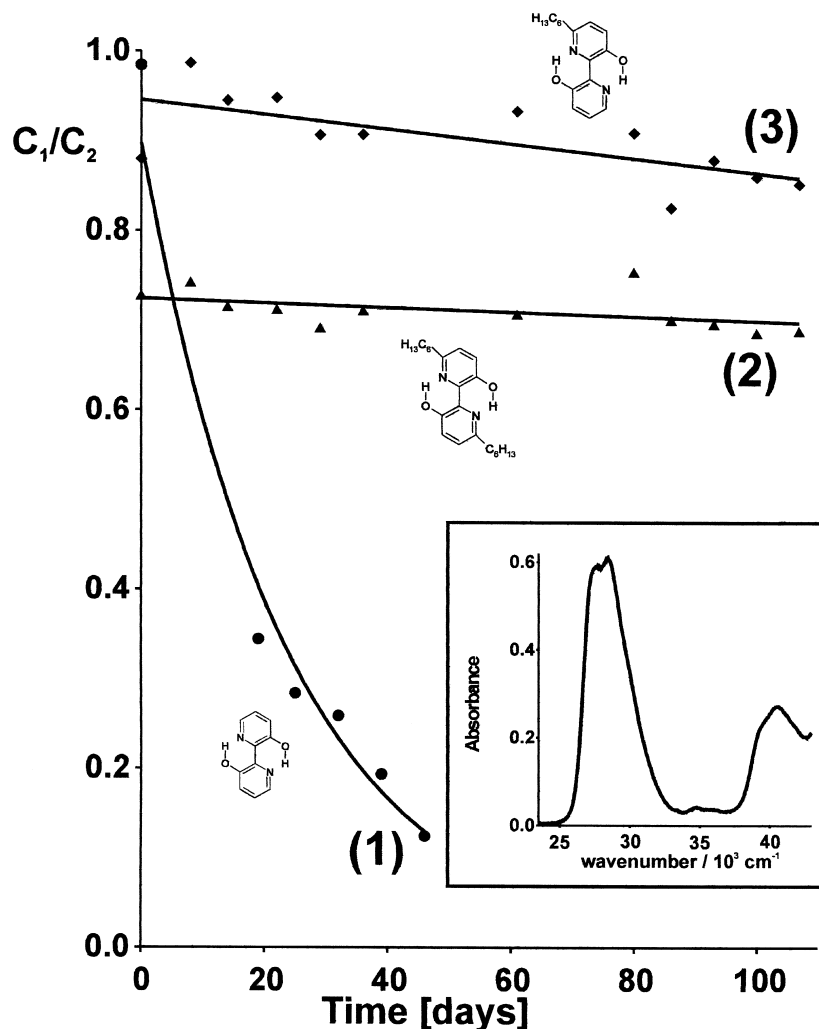 H₁₃C₆
N
O
H
H
O
N
1.0
C₁/C₂
(3)
0.8
(2)
H₁₃C₆
N
H
O
O
H
N
C₆H₁₃
0.6
0.4
0.6
0.4
0.2
0.0
Absorbance
25 30 35 40
wavenumber / 10³ cm⁻¹
N
H
O
O
H
N
0.2
(1)
0.0
0 20 40 60 80 100
Time [days]